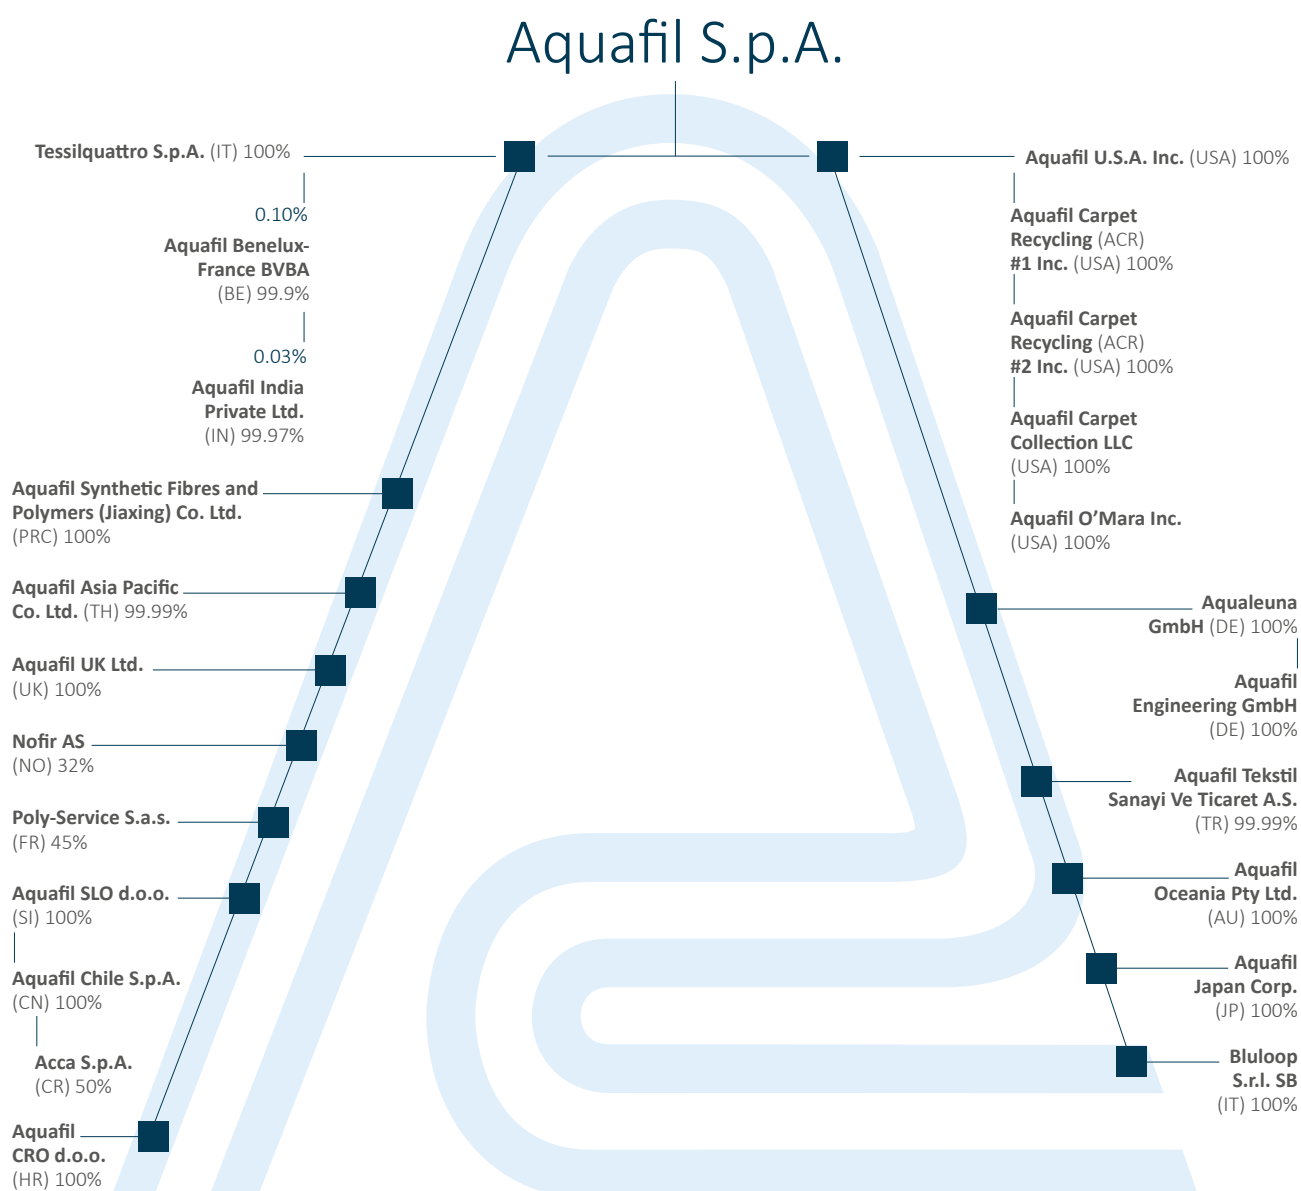 Aquafil S.p.A.
Tessilquattro S.p.A. (IT) 100%
0.10%
Aquafil Benelux-
France BVBA
(BE) 99.9%
0.03%
Aquafil India
Private Ltd.
(IN) 99.97%
Aquafil Synthetic Fibres and
Polymers (Jiaxing) Co. Ltd.
(PRC) 100%
Aquafil Asia Pacific
Co. Ltd. (TH) 99.99%
Aquafil UK Ltd.
(UK) 100%
Nofir AS
(NO) 32%
Poly-Service S.a.s.
(FR) 45%
Aquafil SLO d.o.o.
(SI) 100%
Aquafil Chile S.p.A.
(CN) 100%
Acca S.p.A.
(CR) 50%
Aquafil
CRO d.o.o.
(HR) 100%
Aquafil U.S.A. Inc. (USA) 100%
Aquafil Carpet
Recycling (ACR)
#1 Inc. (USA) 100%
Aquafil Carpet
Recycling (ACR)
#2 Inc. (USA) 100%
Aquafil Carpet
Collection LLC
(USA) 100%
Aquafil O’Mara Inc.
(USA) 100%
Aqualeuna
GmbH (DE) 100%
Aquafil
Engineering GmbH
(DE) 100%
Aquafil Tekstil
Sanayi Ve Ticaret A.S.
(TR) 99.99%
Aquafil
Oceania Pty Ltd.
(AU) 100%
Aquafil
Japan Corp.
(JP) 100%
Bluloop
S.r.l. SB
(IT) 100%